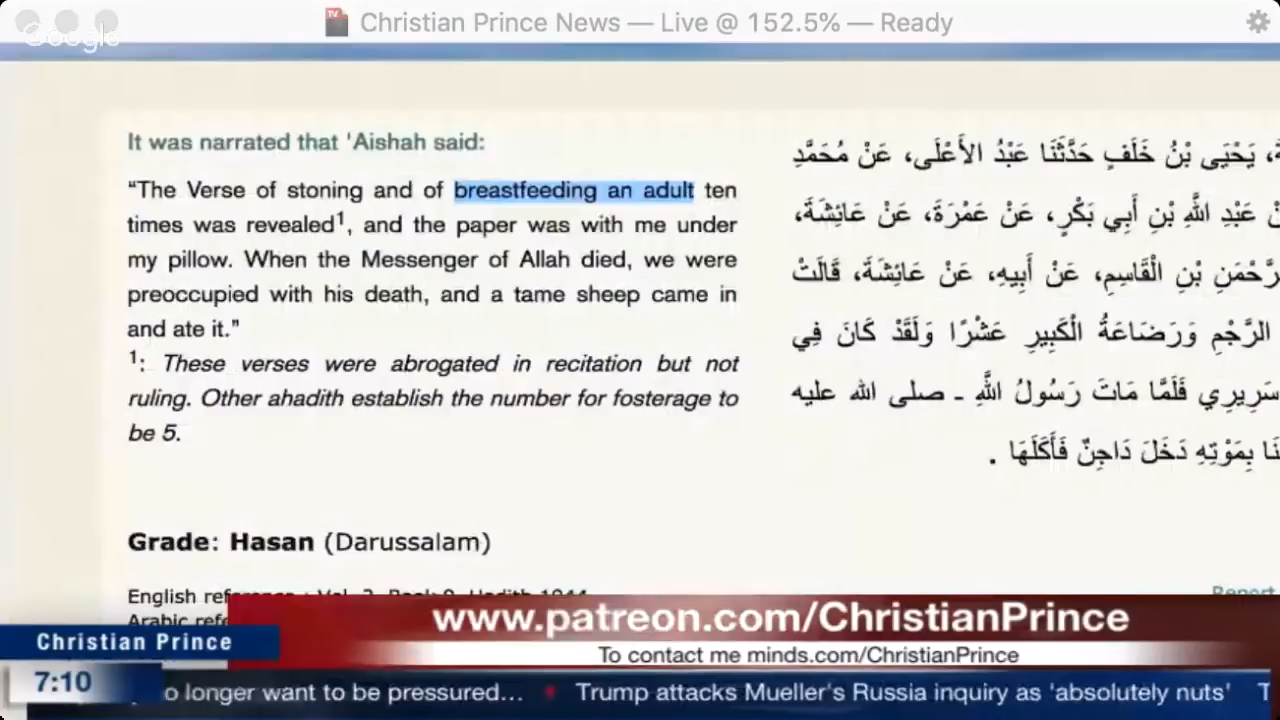 Christian Prince News — Live @ 152.5% — Ready
Google
It was narrated that 'Aishah said:
“The Verse of stoning and of breastfeeding an adult ten
times was revealed¹, and the paper was with me under
my pillow. When the Messenger of Allah died, we were
preoccupied with his death, and a tame sheep came in
and ate it.”
¹: These verses were abrogated in recitation but not
ruling. Other ahadith establish the number for fosterage to
be 5.
يَحْيَى بْنُ خَلَفٍ حَدَّثَنَا عَبْدُ الأَعْلَى، عَنْ مُحَمَّدِ
عَبْدِ اللَّهِ بْنِ أَبِي بَكْرٍ، عَنْ عَمْرَةَ، عَنْ عَائِشَةَ،
بْنِ الْقَاسِمِ، عَنْ أَبِيهِ، عَنْ عَائِشَةَ، قَالَتْ
الرَّجْمِ وَرَضَاعَةُ الْكَبِيرِ عَشْرًا وَلَقَدْ كَانَ فِي
سَرِيرِي فَلَمَّا مَاتَ رَسُولُ اللَّهِ ـ صلى الله عليه
بِمَوْتِهِ دَخَلَ دَاجِنٌ فَأَكَلَهَا .
Grade: Hasan (Darussalam)
English
Arabic
www.patreon.com/ChristianPrince
To contact me minds.com/ChristianPrince
Christian Prince
7:10
o longer want to be pressured... • Trump attacks Mueller's Russia inquiry as 'absolutely nuts' T